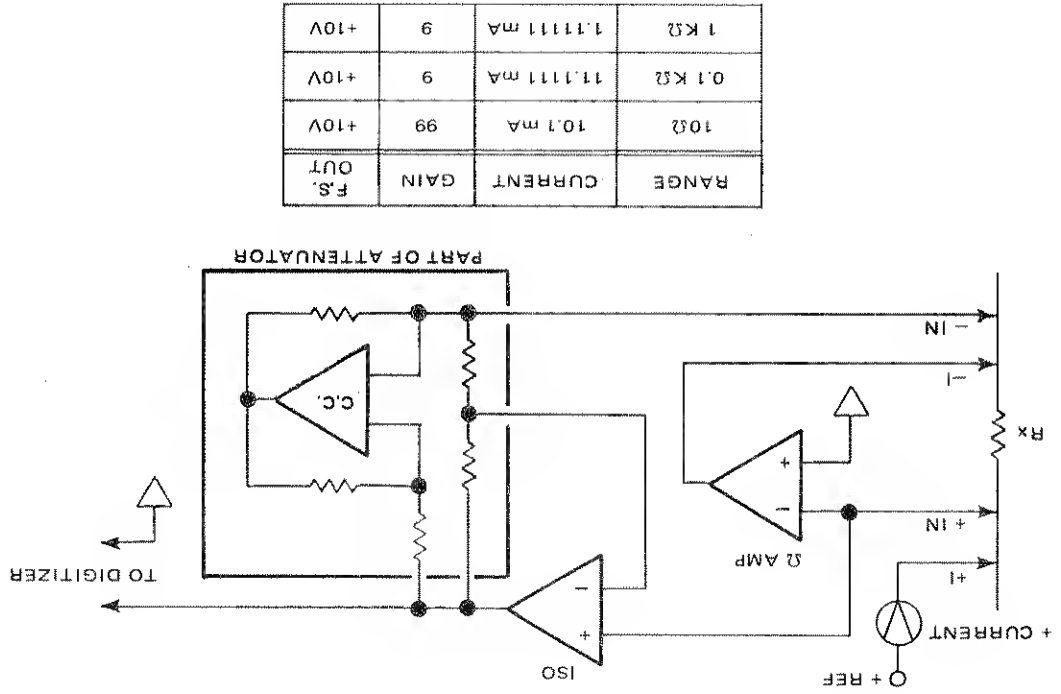 + REF
ISO
+ CURRENT
+
+I
−
TO DIGITIZER
Ω AMP
+ IN
−
+
Rx
C.C.
−I
− IN
PART OF ATTENUATOR
RANGE CURRENT GAIN F.S. OUT
10Ω 10.1 mA 99 +10V
0.1 KΩ 11.1111 mA 9 +10V
1 KΩ 1.11111 mA 9 +10V